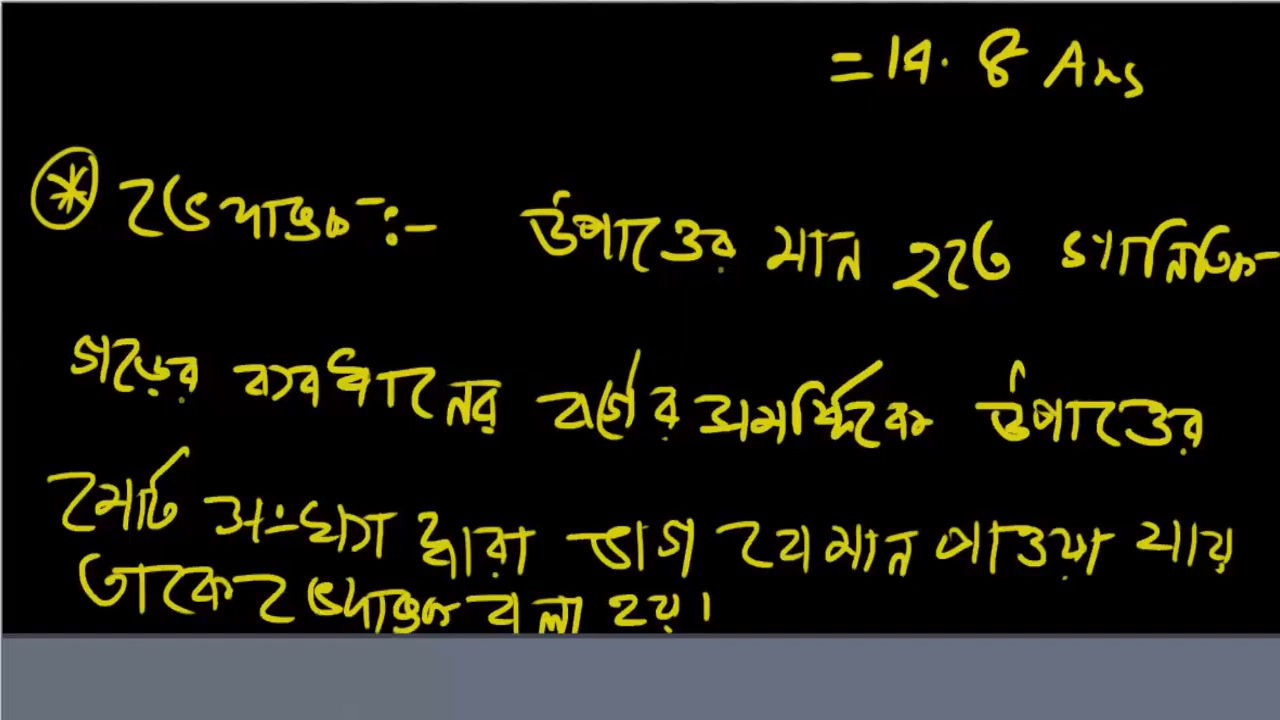 = 14.8 Ans
* ভেদাঙ্ক :- উপাত্তের মান হতে গানিতিক
গড়ের ব্যবধানের বর্গের সমষ্টিকে উপাত্তের
মোট সংখ্যা দ্বারা ভাগ যে মান পাওয়া যায়
তাকে ভেদাঙ্ক বলা হয়।